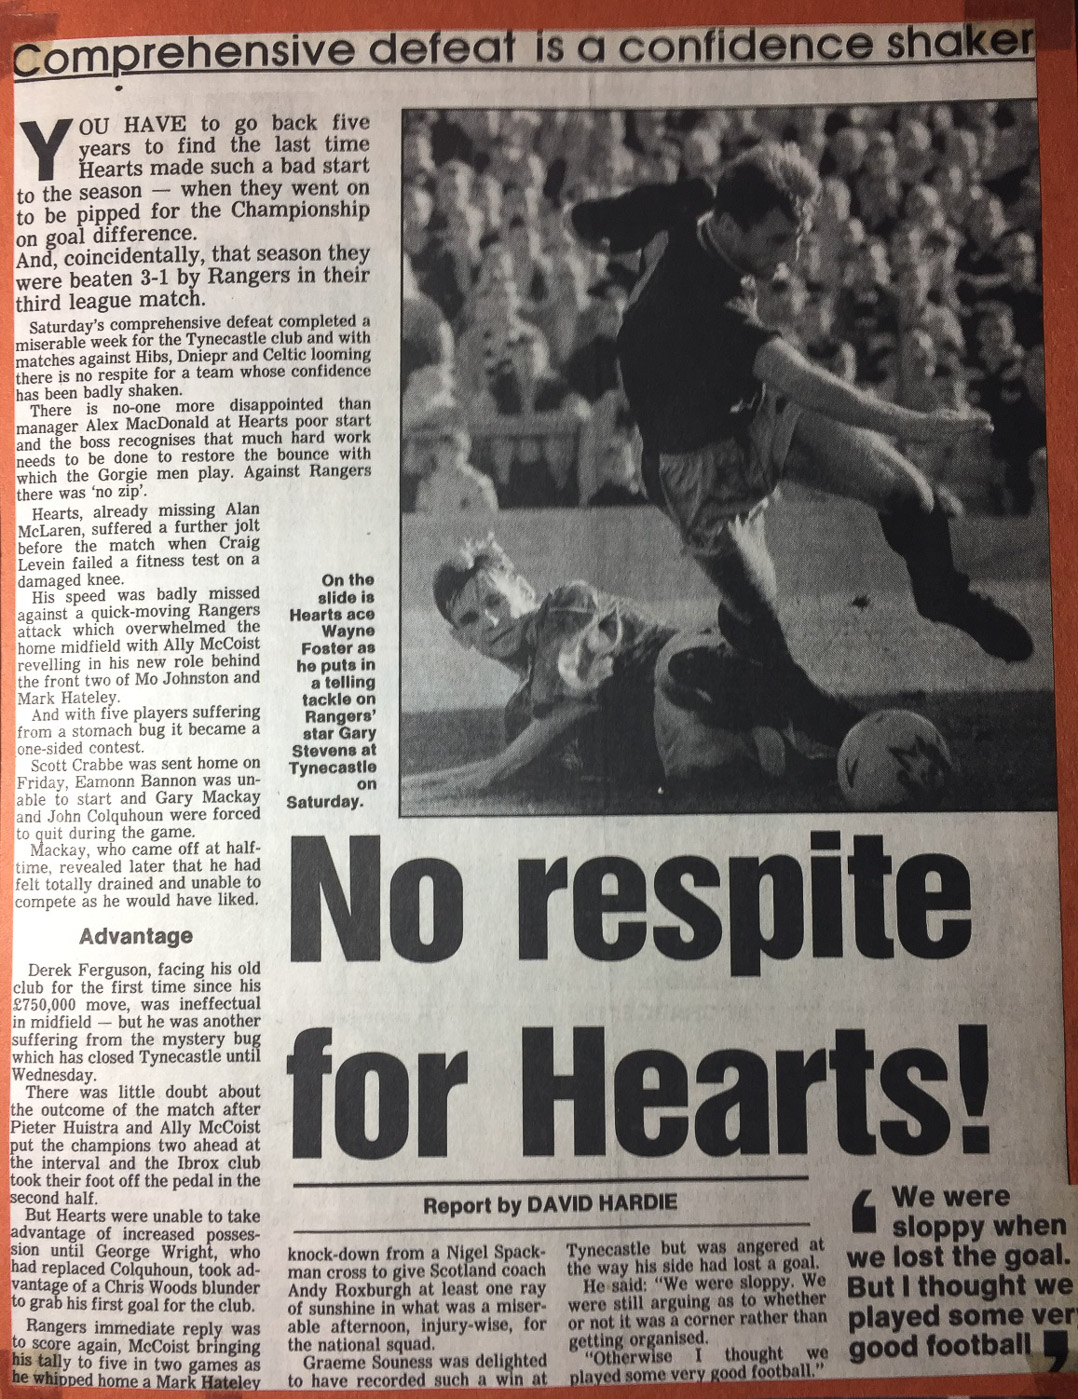 Comprehensive defeat is a confidence shaker
YOU HAVE to go back five
years to find the last time
Hearts made such a bad start
to the season — when they went on
to be pipped for the Championship
on goal difference.
And, coincidentally, that season they
were beaten 3-1 by Rangers in their
third league match.
Saturday's comprehensive defeat completed a
miserable week for the Tynecastle club and with
matches against Hibs, Dniepr and Celtic looming
there is no respite for a team whose confidence
has been badly shaken.
There is no-one more disappointed than
manager Alex MacDonald at Hearts poor start
and the boss recognises that much hard work
needs to be done to restore the bounce with
which the Gorgie men play. Against Rangers
there was 'no zip'.
Hearts, already missing Alan
McLaren, suffered a further jolt
before the match when Craig
Levein failed a fitness test on a
damaged knee.
His speed was badly missed
against a quick-moving Rangers
attack which overwhelmed the
home midfield with Ally McCoist
revelling in his new role behind
the front two of Mo Johnston and
Mark Hateley.
And with five players suffering
from a stomach bug it became a
one-sided contest.
Scott Crabbe was sent home on
Friday, Eamonn Bannon was un-
able to start and Gary Mackay
and John Colquhoun were forced
to quit during the game.
Mackay, who came off at half-
time, revealed later that he had
felt totally drained and unable to
compete as he would have liked.
Advantage
Derek Ferguson, facing his old
club for the first time since his
£750,000 move, was ineffectual
in midfield — but he was another
suffering from the mystery bug
which has closed Tynecastle until
Wednesday.
There was little doubt about
the outcome of the match after
Pieter Huistra and Ally McCoist
put the champions two ahead at
the interval and the Ibrox club
took their foot off the pedal in the
second half.
But Hearts were unable to take
advantage of increased posses-
sion until George Wright, who
had replaced Colquhoun, took ad-
vantage of a Chris Woods blunder
to grab his first goal for the club.
Rangers immediate reply was
to score again, McCoist bringing
his tally to five in two games as
he whipped home a Mark Hateley
On the
slide is
Hearts ace
Wayne
Foster as
he puts in
a telling
tackle on
Rangers'
star Gary
Stevens at
Tynecastle
on
Saturday.
No respite
for Hearts!
Report by DAVID HARDIE
knock-down from a Nigel Spack-
man cross to give Scotland coach
Andy Roxburgh at least one ray
of sunshine in what was a miser-
able afternoon, injury-wise, for
the national squad.
Graeme Souness was delighted
to have recorded such a win at
Tynecastle but was angered at
the way his side had lost a goal.
He said: "We were sloppy. We
were still arguing as to whether
or not it was a corner rather than
getting organised.
"Otherwise I thought we
played some very good football."
‘ We were
sloppy when
we lost the goal.
But I thought we
played some very
good football ’